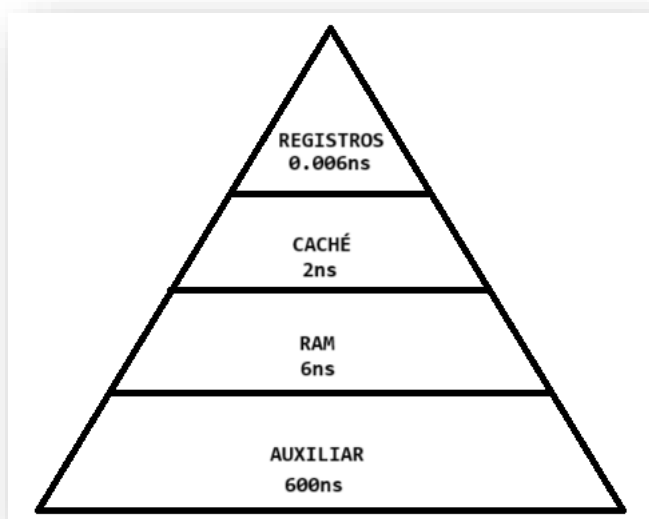 REGISTROS
0.006ns
CACHÉ
2ns
RAM
6ns
AUXILIAR
600ns